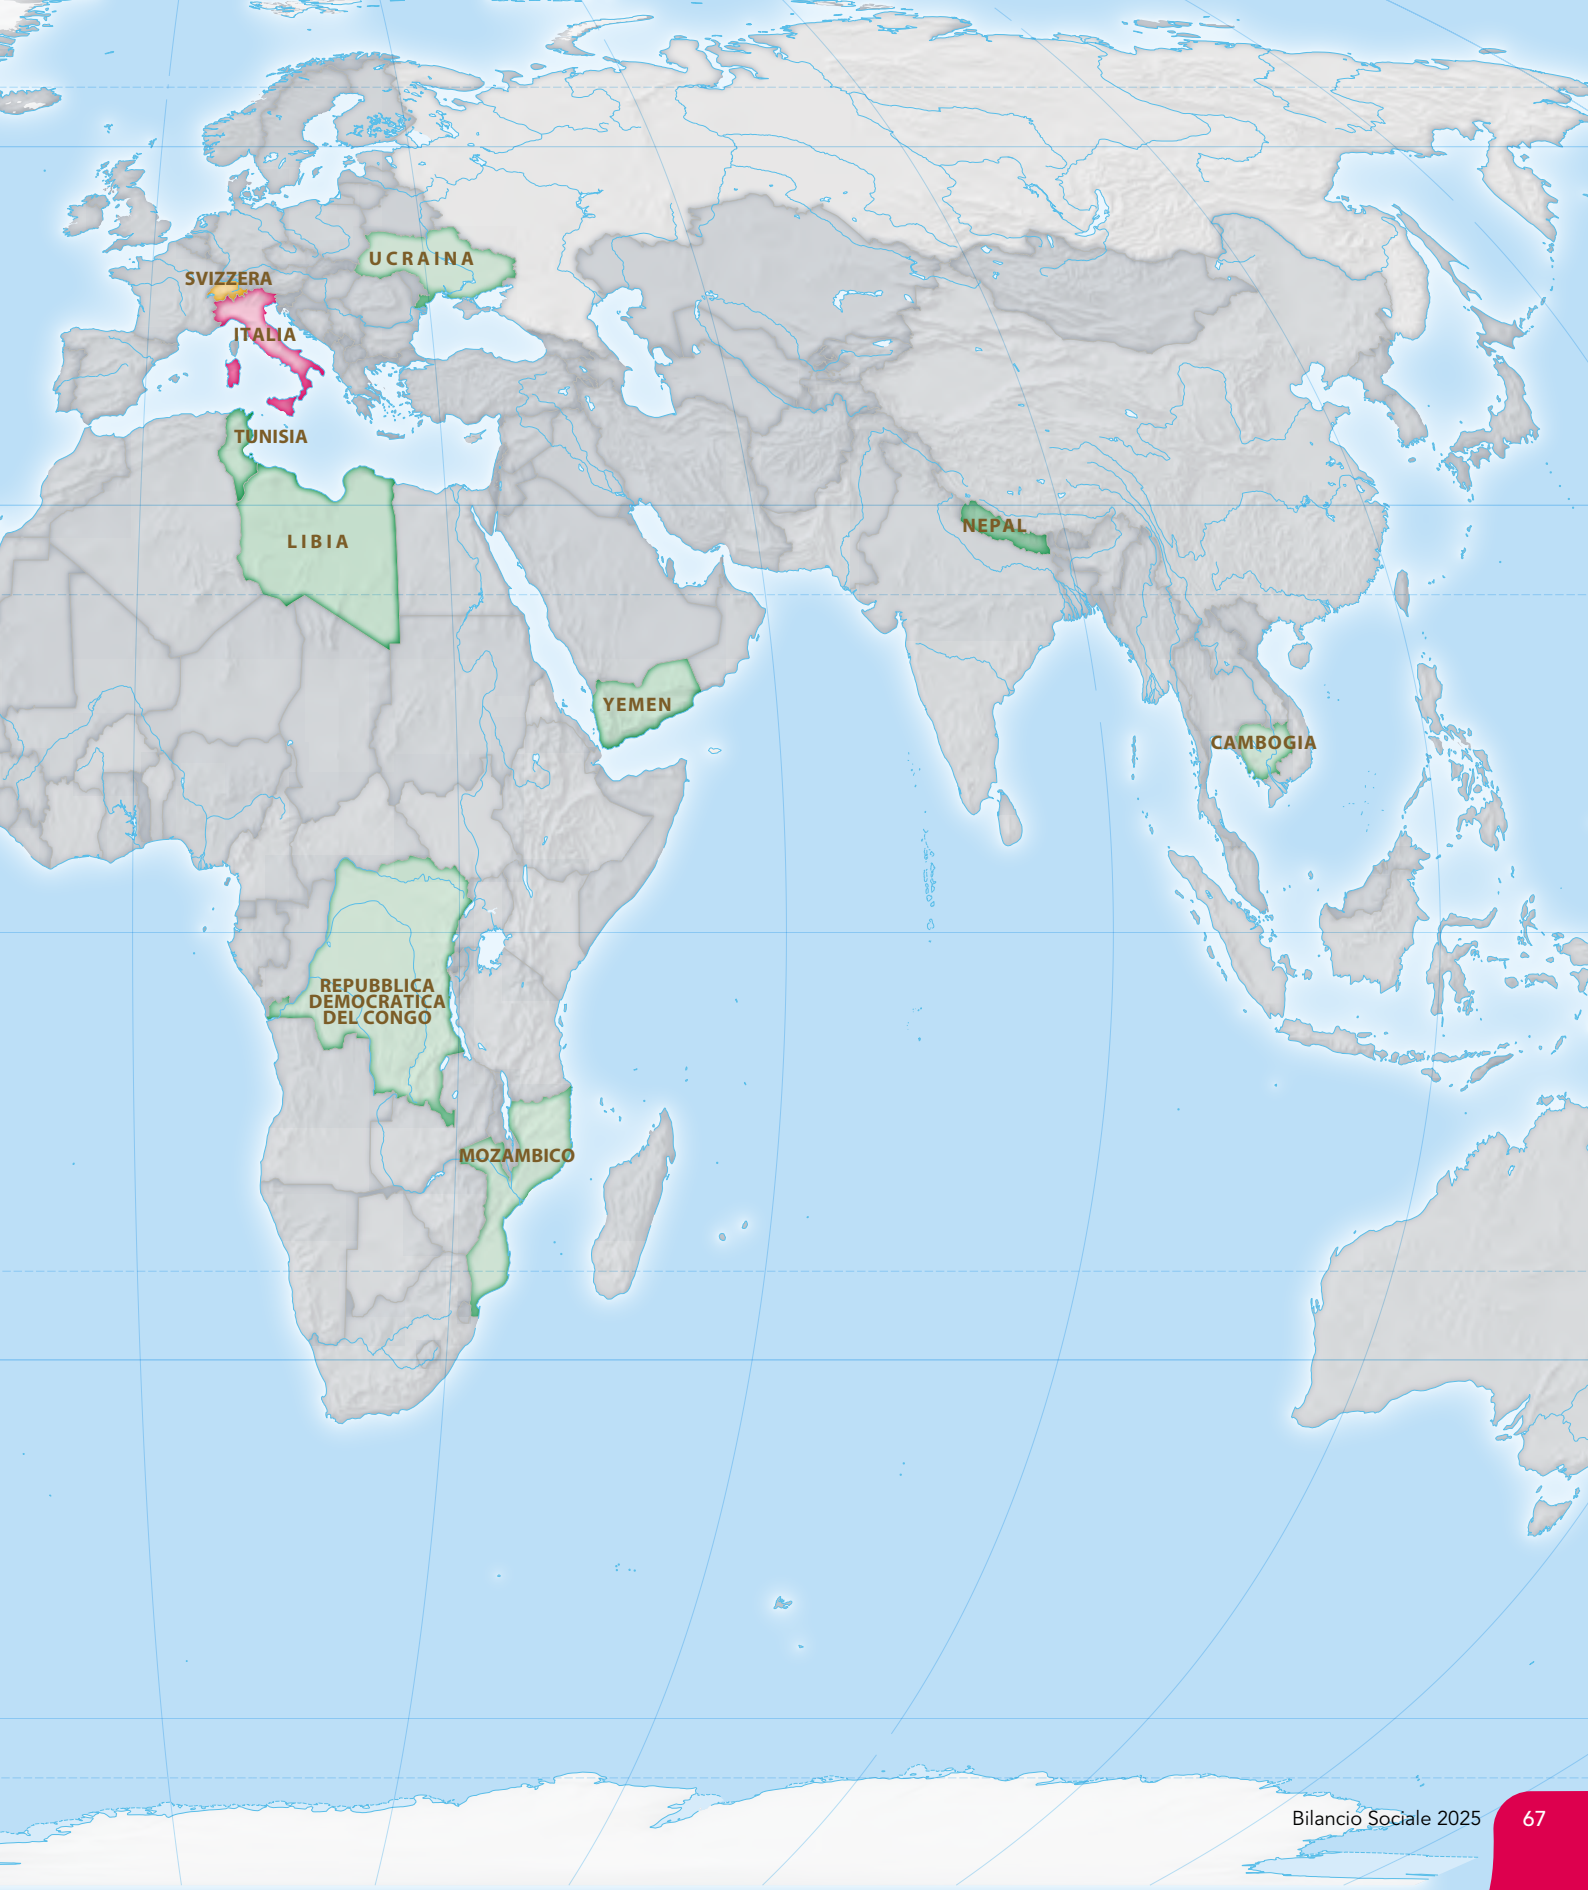 UCRAINA
SVIZZERA
ITALIA
TUNISIA
LIBIA
NEPAL
YEMEN
CAMBOGIA
REPUBBLICA
DEMOCRATICA
DEL CONGO
MOZAMBICO
Bilancio Sociale 2025
67